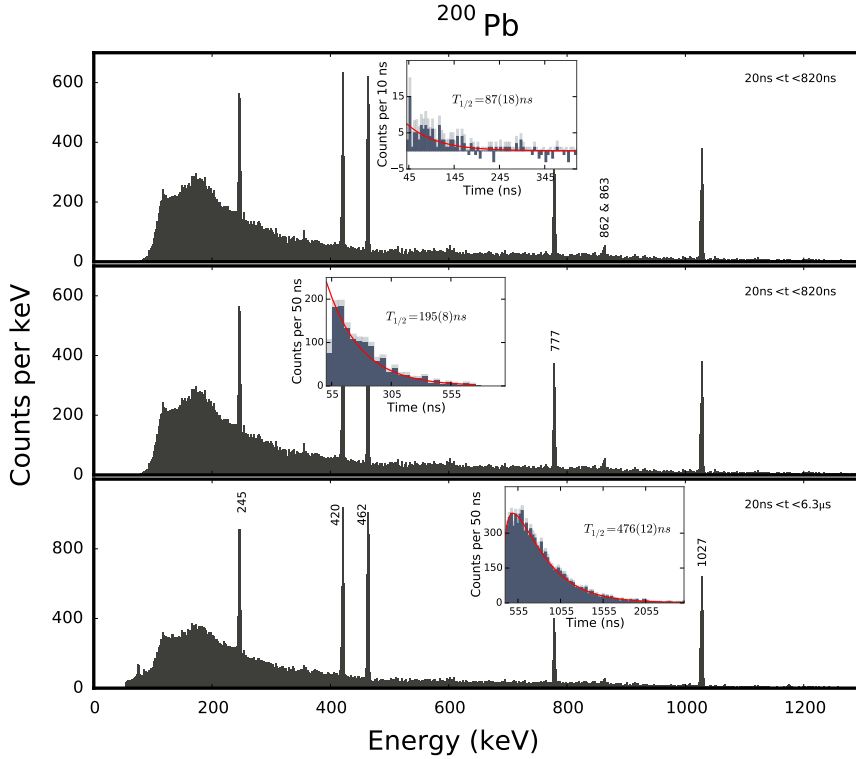 ²⁰⁰Pb
Counts per keV
600
400
200
0
20ns<t<820ns
862 & 863
Counts per 10 ns
15
5
−5
T₁/₂=87(18)ns
45 145 245 345
Time (ns)
600
400
200
0
20ns<t<820ns
777
Counts per 50 ns
200
100
0
T₁/₂=195(8)ns
55 305 555
Time (ns)
800
400
0
20ns<t<6.3μs
245
420
462
1027
Counts per 50 ns
300
150
0
T₁/₂=476(12)ns
555 1055 1555 2055
Time (ns)
0 200 400 600 800 1000 1200
Energy (keV)